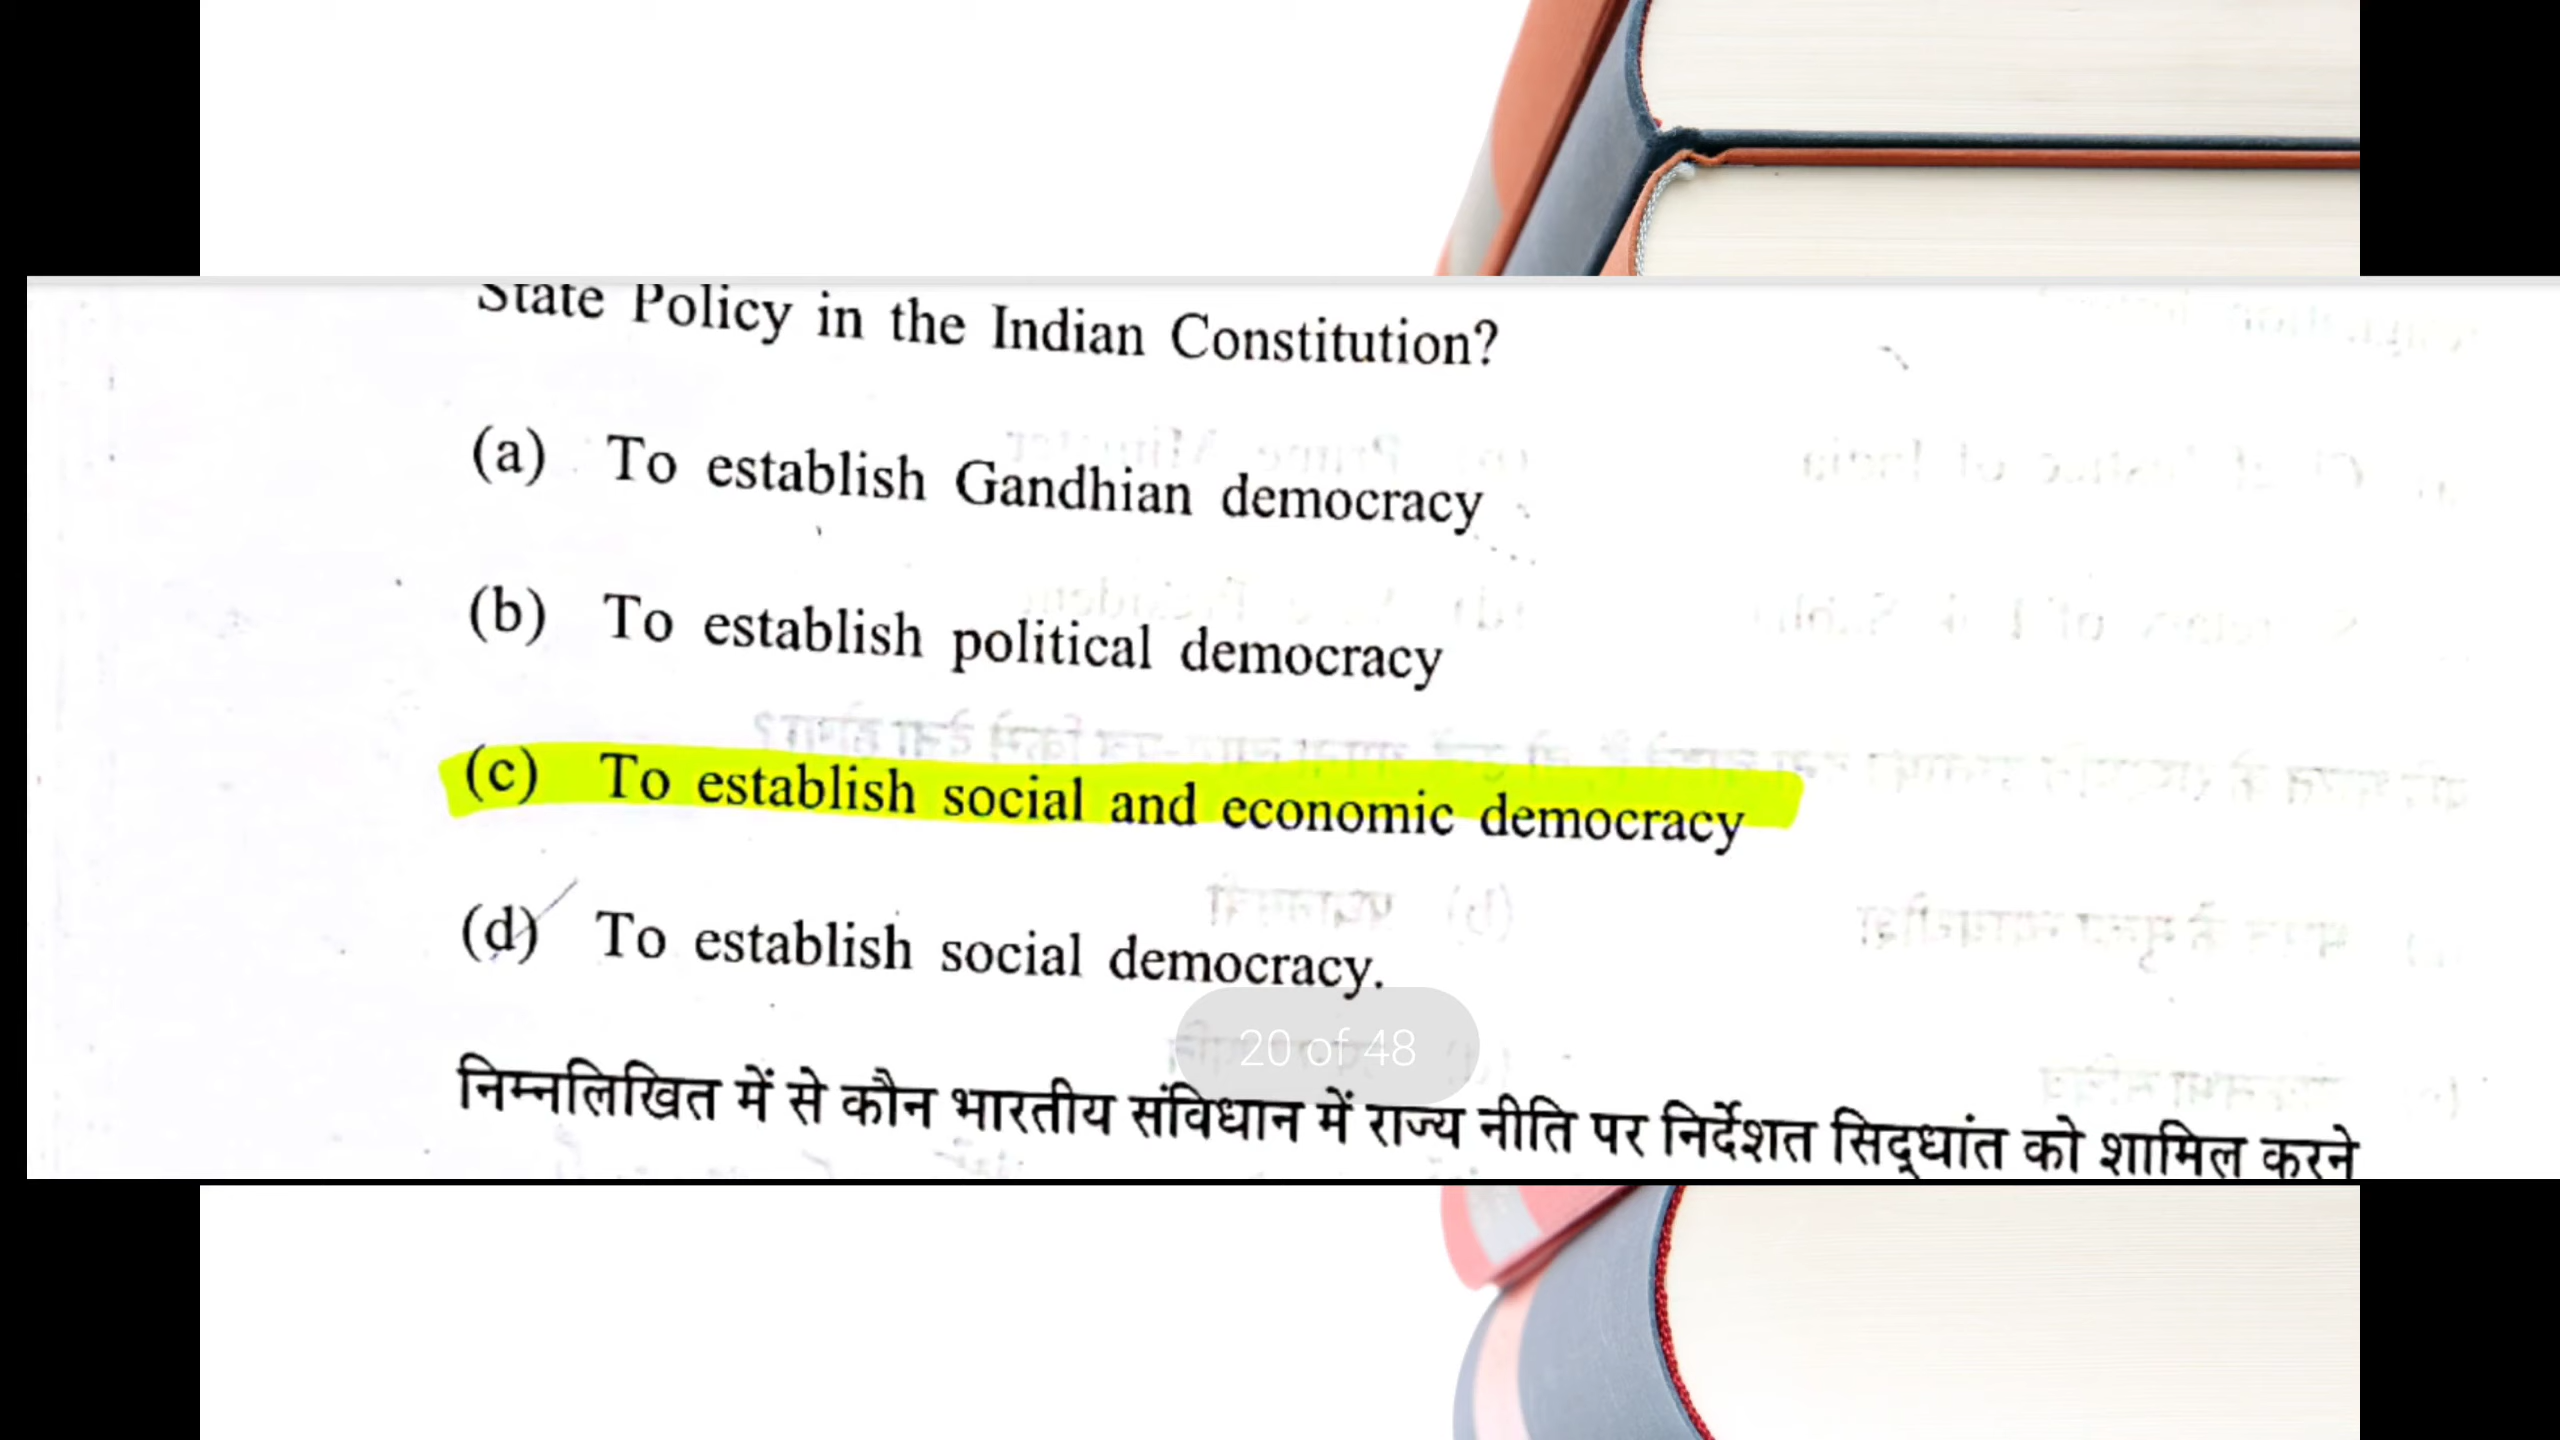 State Policy in the Indian Constitution?
(a) To establish Gandhian democracy
(b) To establish political democracy
(c) To establish social and economic democracy
(d) To establish social democracy.
20 of 48
निम्नलिखित में से कौन भारतीय संविधान में राज्य नीति पर निर्देशत सिद्धांत को शामिल करने